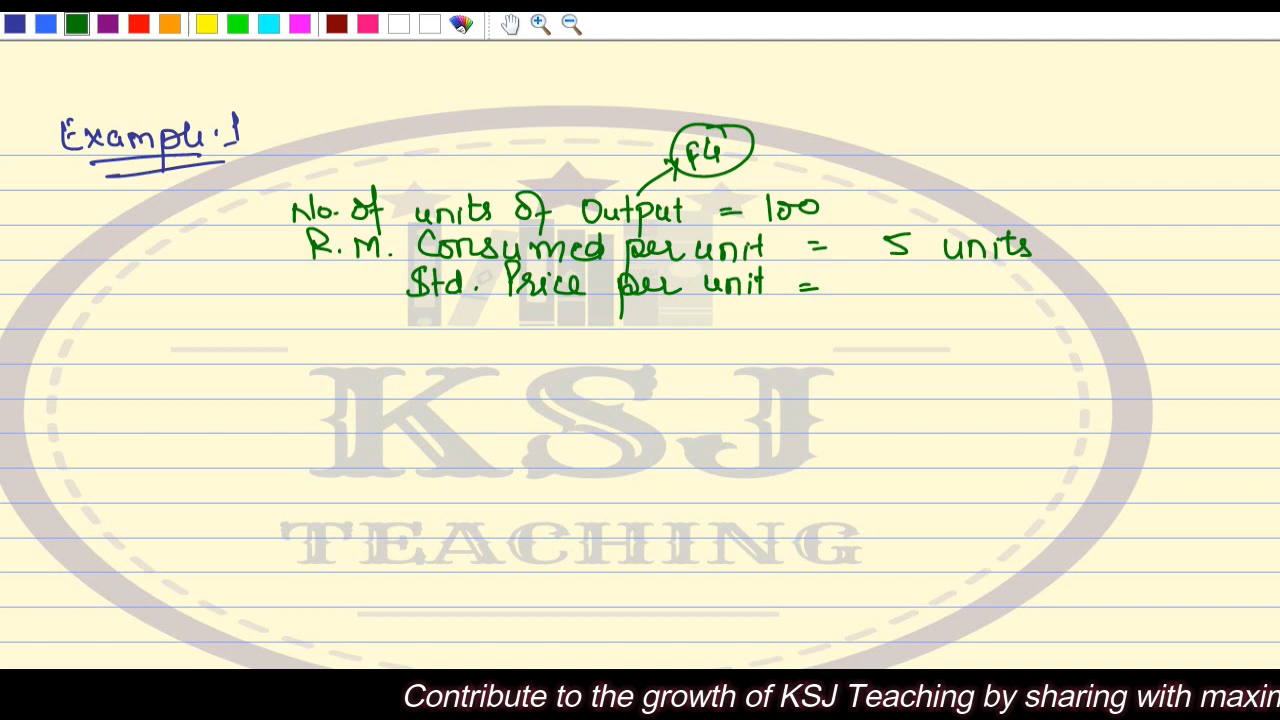 Example.1
FG
No. of units of Output = 100
R.M. Consumed per unit = 5 units
Std. Price per unit =
KSJ
TEACHING
Contribute to the growth of KSJ Teaching by sharing with maxin